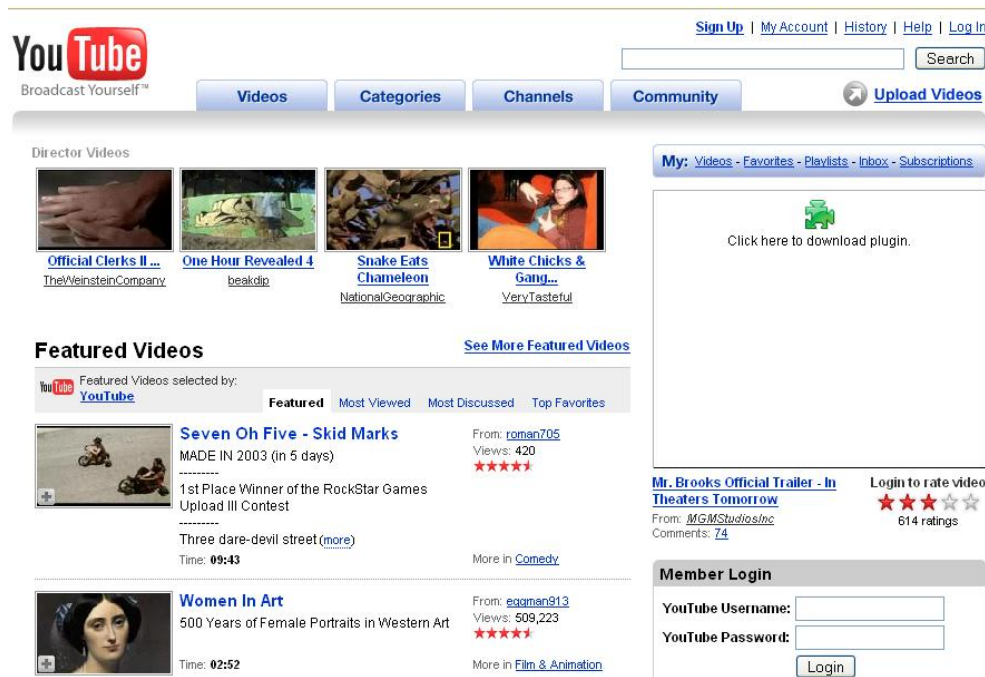 Sign Up | My Account | History | Help | Log In
You Tube
Broadcast Yourself™
Search
Videos
Categories
Channels
Community
Upload Videos
Director Videos
Official Clerks II ...
TheWeinsteinCompany
One Hour Revealed 4
beakdip
Snake Eats
Chameleon
NationalGeographic
White Chicks &
Gang...
VeryTasteful
My: Videos - Favorites - Playlists - Inbox - Subscriptions
Click here to download plugin.
Mr. Brooks Official Trailer - In
Theaters Tomorrow
From: MGMStudiosInc
Comments: 74
Login to rate video
614 ratings
Featured Videos
See More Featured Videos
You Tube
Featured Videos selected by:
YouTube
Featured
Most Viewed
Most Discussed
Top Favorites
Seven Oh Five - Skid Marks
MADE IN 2003 (in 5 days)
---------
1st Place Winner of the RockStar Games
Upload III Contest
---------
Three dare-devil street (more)
Time: 09:43
From: roman705
Views: 420
More in Comedy
Women In Art
500 Years of Female Portraits in Western Art
Time: 02:52
From: eggman913
Views: 509,223
More in Film & Animation
Member Login
YouTube Username:
YouTube Password:
Login